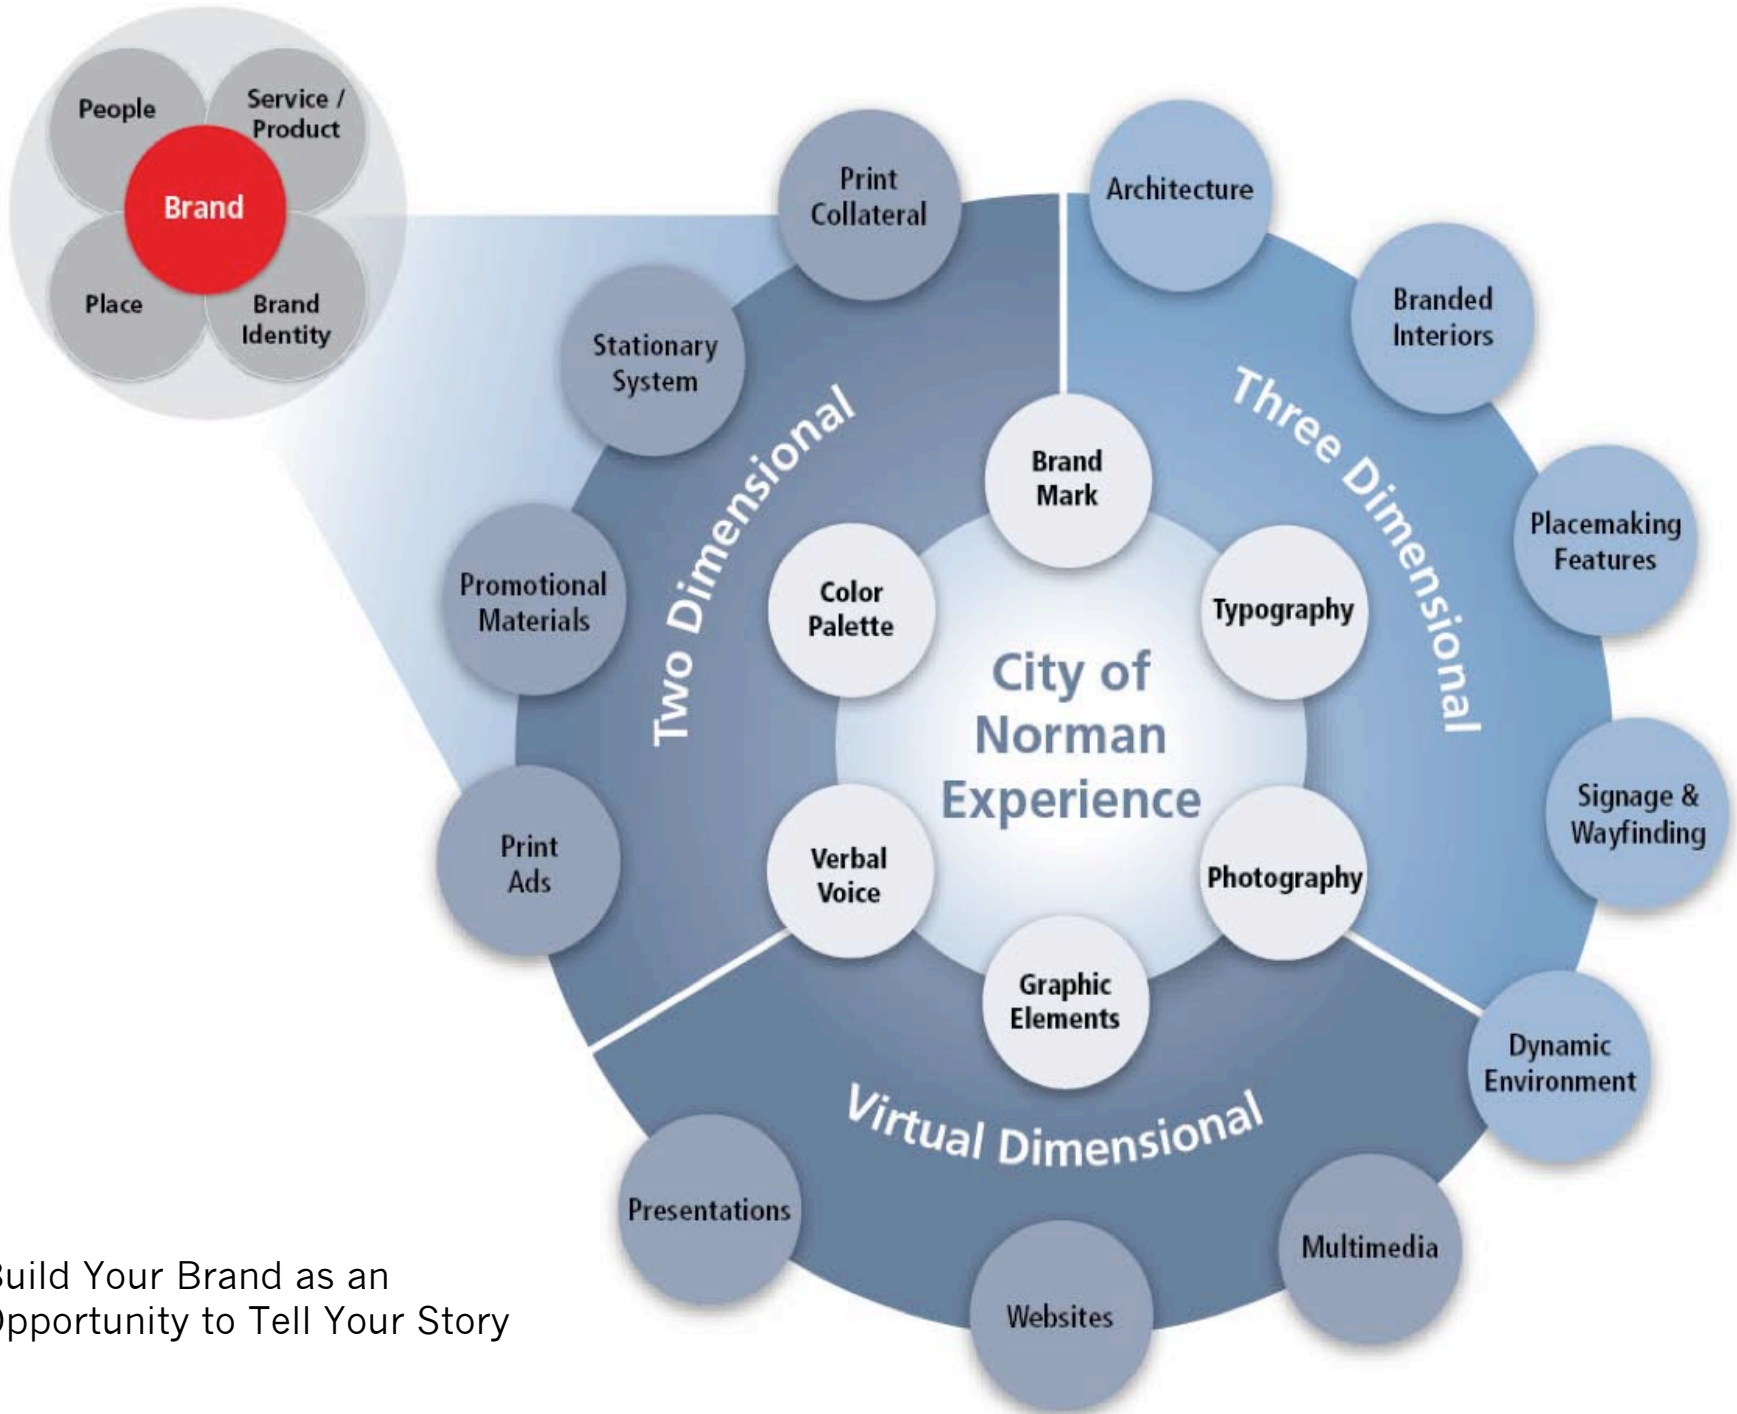 People
Service /
Product
Brand
Place
Brand
Identity
Print
Collateral
Architecture
Stationary
System
Branded
Interiors
Two Dimensional
Three Dimensional
Brand
Mark
Promotional
Materials
Color
Palette
Typography
Placemaking
Features
City of
Norman
Experience
Print
Ads
Verbal
Voice
Photography
Signage &
Wayfinding
Graphic
Elements
Dynamic
Environment
Virtual Dimensional
Presentations
Websites
Multimedia
Build Your Brand as an
Opportunity to Tell Your Story